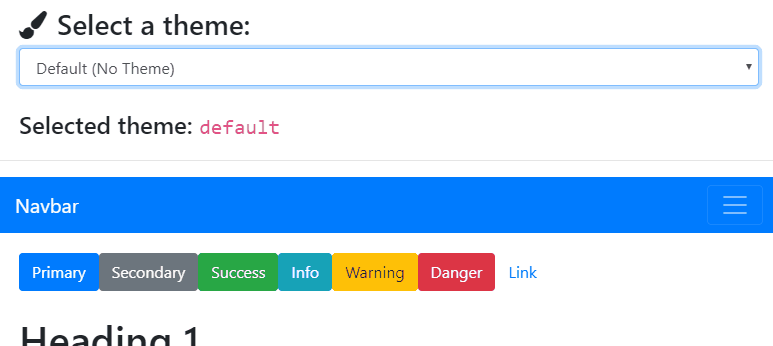 Select a theme:
Default (No Theme)
Selected theme: default
Navbar
Primary Secondary Success Info Warning Danger Link
Heading 1